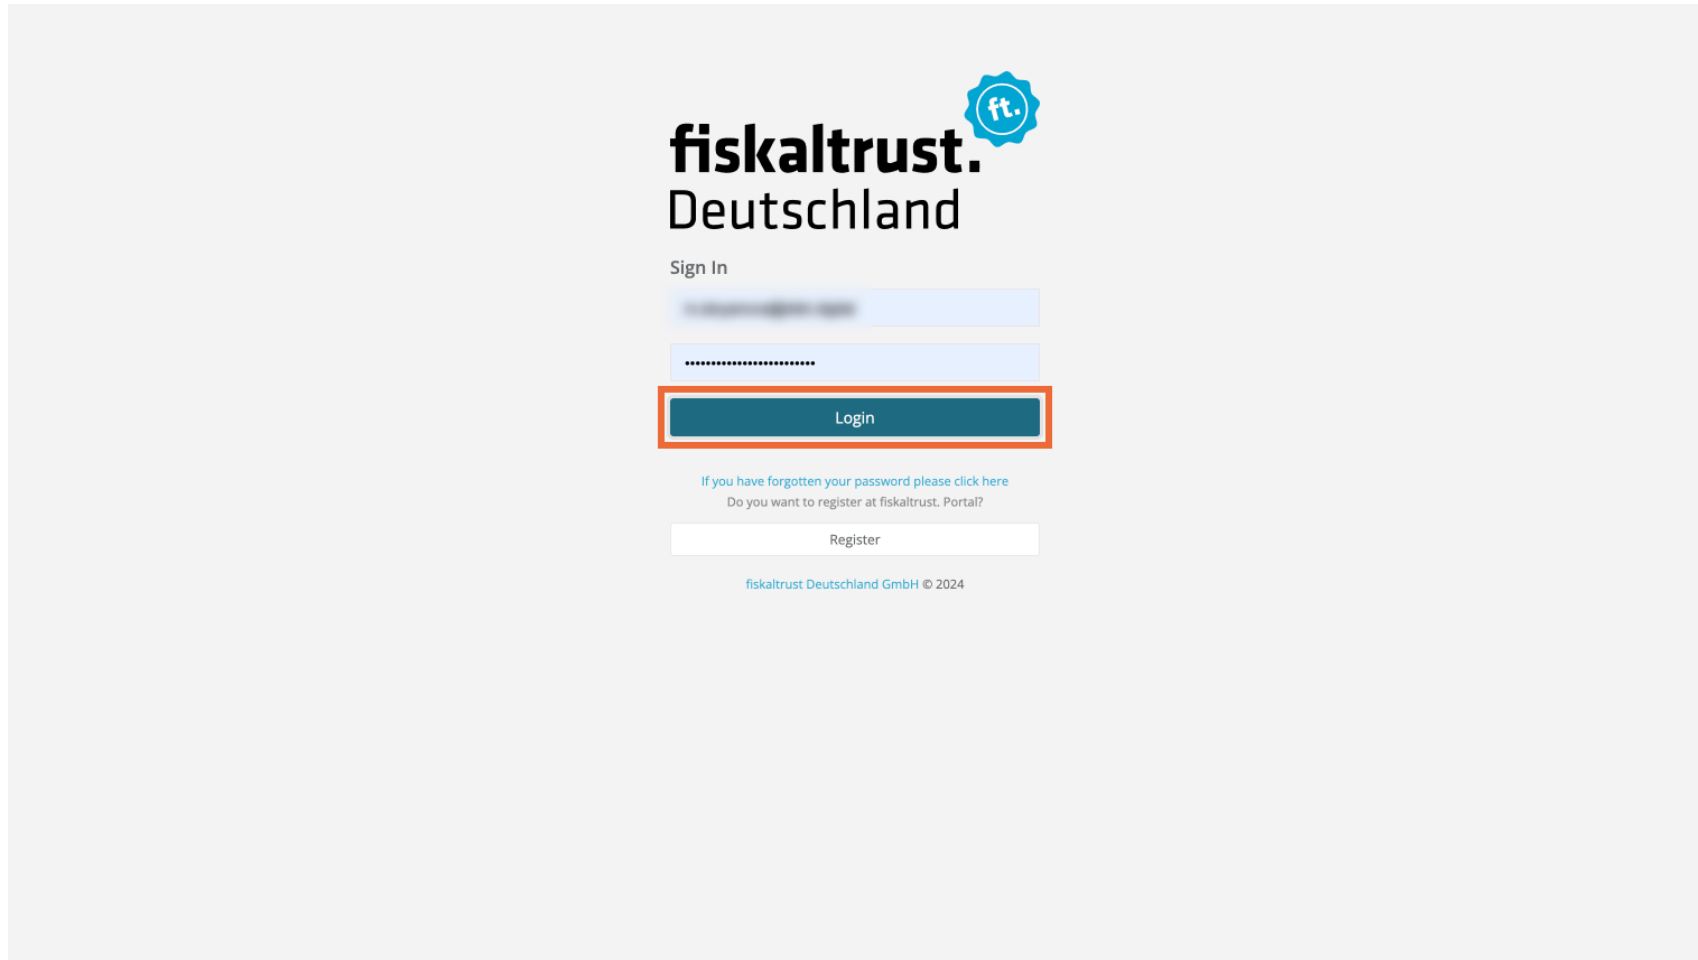 ft.
fiskaltrust.
Deutschland
Sign In
Login
If you have forgotten your password please click here
Do you want to register at fiskaltrust. Portal?
Register
fiskaltrust Deutschland GmbH © 2024